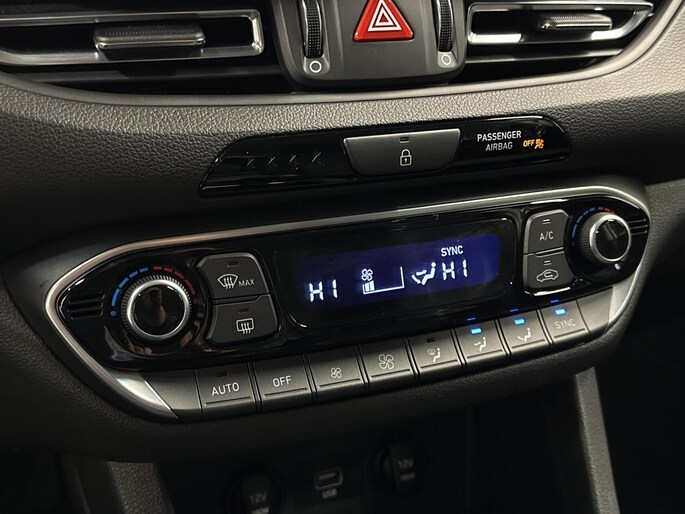 PASSENGER
AIRBAG
OFF
SYNC
HI
HI
A/C
MAX
AUTO
OFF
SYNC
12V
USB
12V